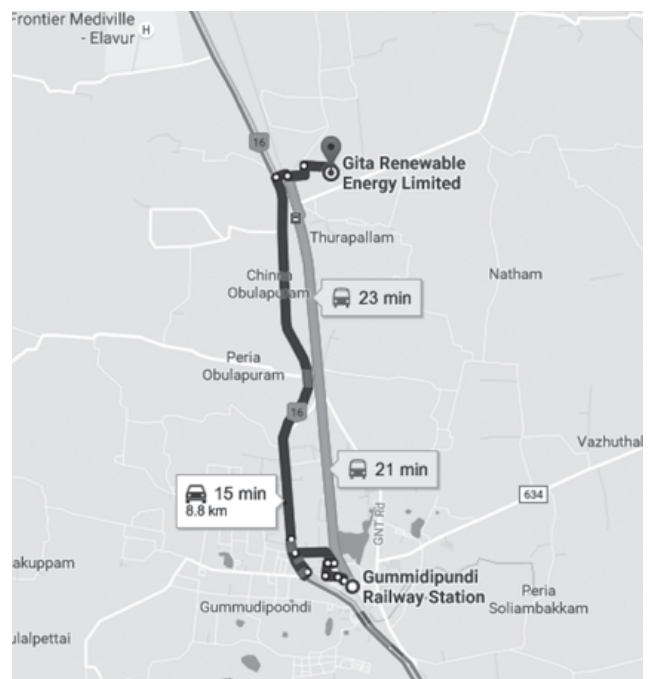 Frontier Mediville
- Elavur
H
16
Gita Renewable
Energy Limited
Thurapallam
Chinna
Obulapuram
23 min
Natham
Peria
Obulapuram
16
Vazhuthal
21 min
15 min
8.8 km
634
GNT Rd
akuppam
Gummidipundi
Railway Station
Gummudipoondi
Peria
Soliambakkam
ulalpettai